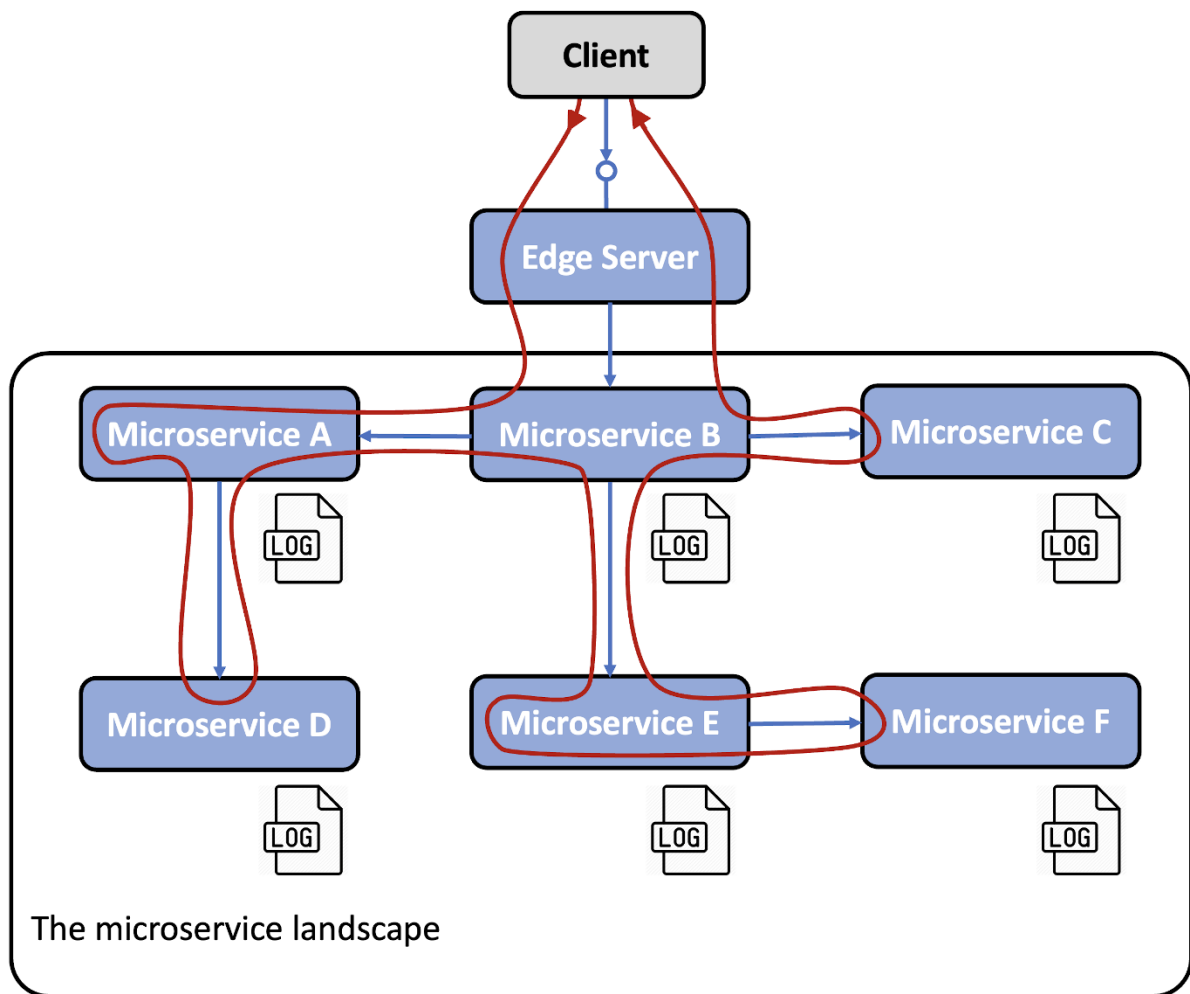 Client
Edge Server
Microservice A
Microservice B
Microservice C
LOG
LOG
LOG
Microservice D
Microservice E
Microservice F
LOG
LOG
LOG
The microservice landscape